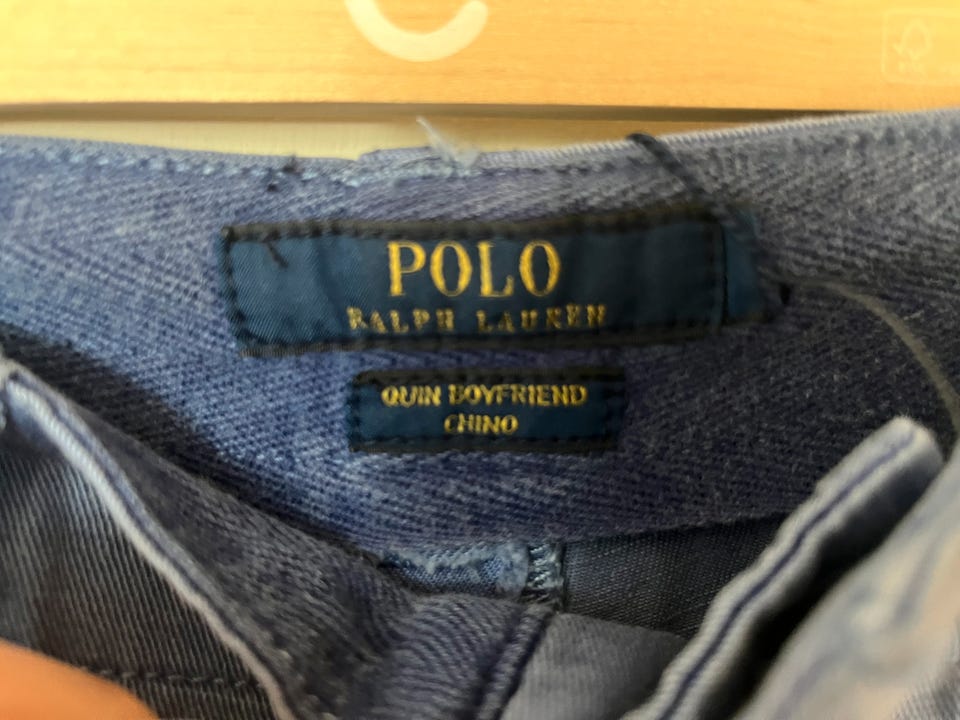 POLO
RALPH LAUREN
QUIN BOYFRIEND
CHINO